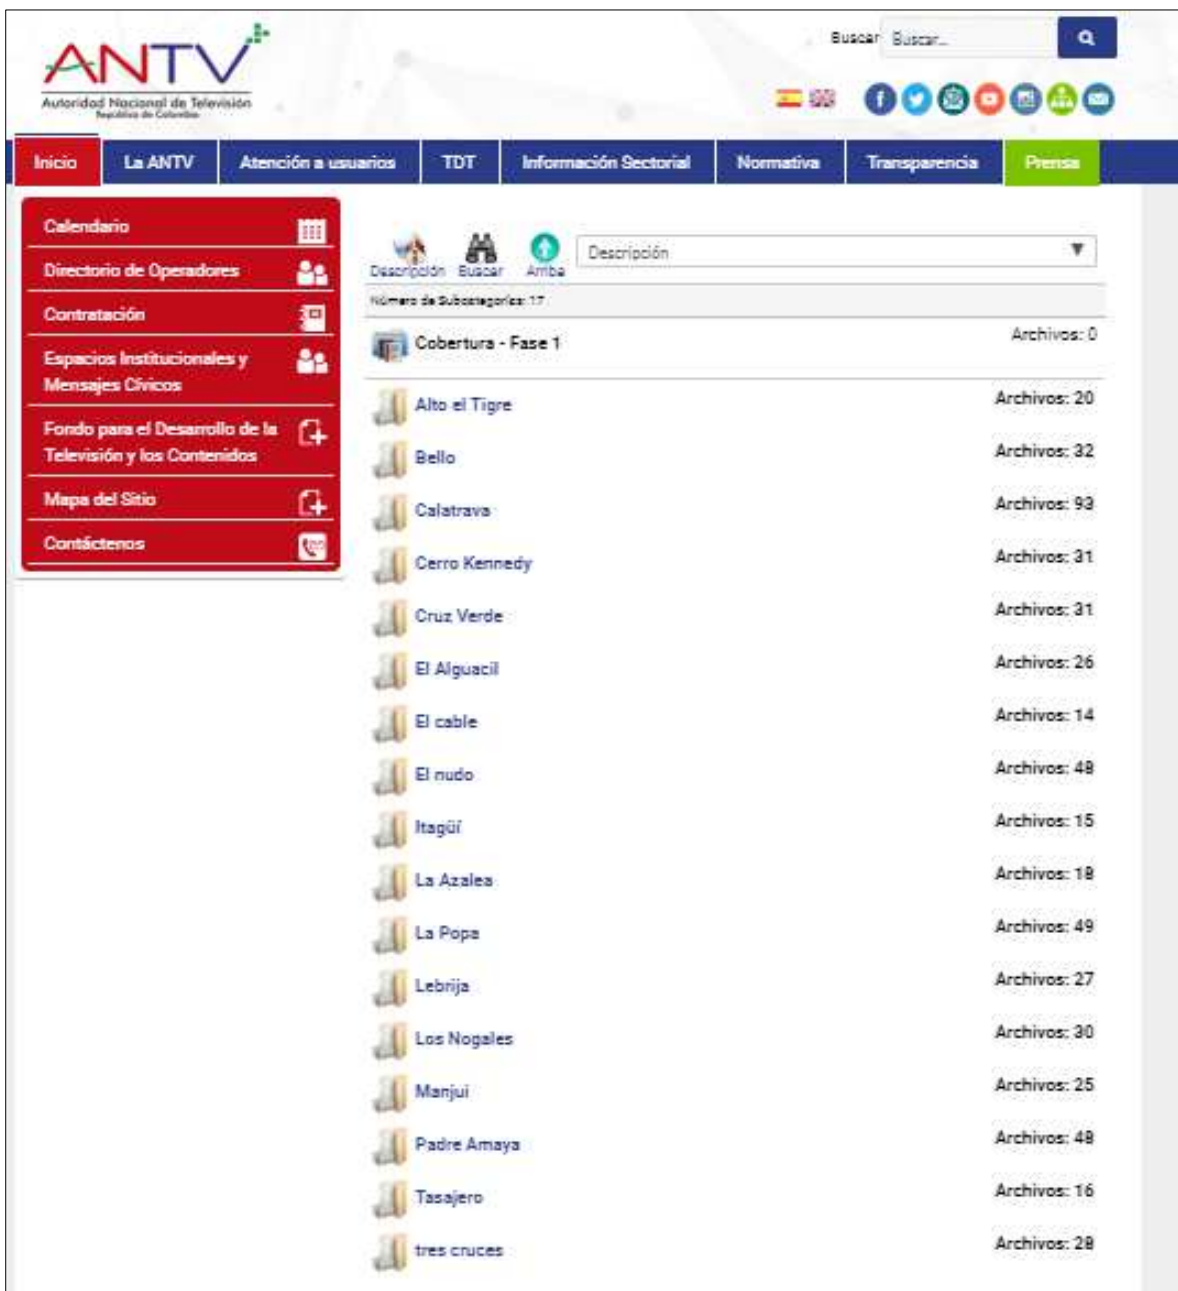 ANTV
Autoridad Nacional de Televisión
República de Colombia
Buscar Buscar...
Inicio La ANTV Atención a usuarios TDT Información Sectorial Normativa Transparencia Prensa
Calendario
Directorio de Operadores
Contratación
Espacios Institucionales y
Mensajes Cívicos
Fondo para el Desarrollo de la
Televisión y los Contenidos
Mapa del Sitio
Contáctenos
Descripción Buscar Arriba Descripción
Número de Subcategorías: 17
Cobertura - Fase 1 Archivos: 0
Alto el Tigre Archivos: 20
Bello Archivos: 32
Calatrava Archivos: 93
Cerro Kennedy Archivos: 31
Cruz Verde Archivos: 31
El Alguacil Archivos: 26
El cable Archivos: 14
El nudo Archivos: 48
Itagüí Archivos: 15
La Azalea Archivos: 18
La Popa Archivos: 49
Lebrija Archivos: 27
Los Nogales Archivos: 30
Manjui Archivos: 25
Padre Amaya Archivos: 48
Tasajero Archivos: 16
tres cruces Archivos: 28